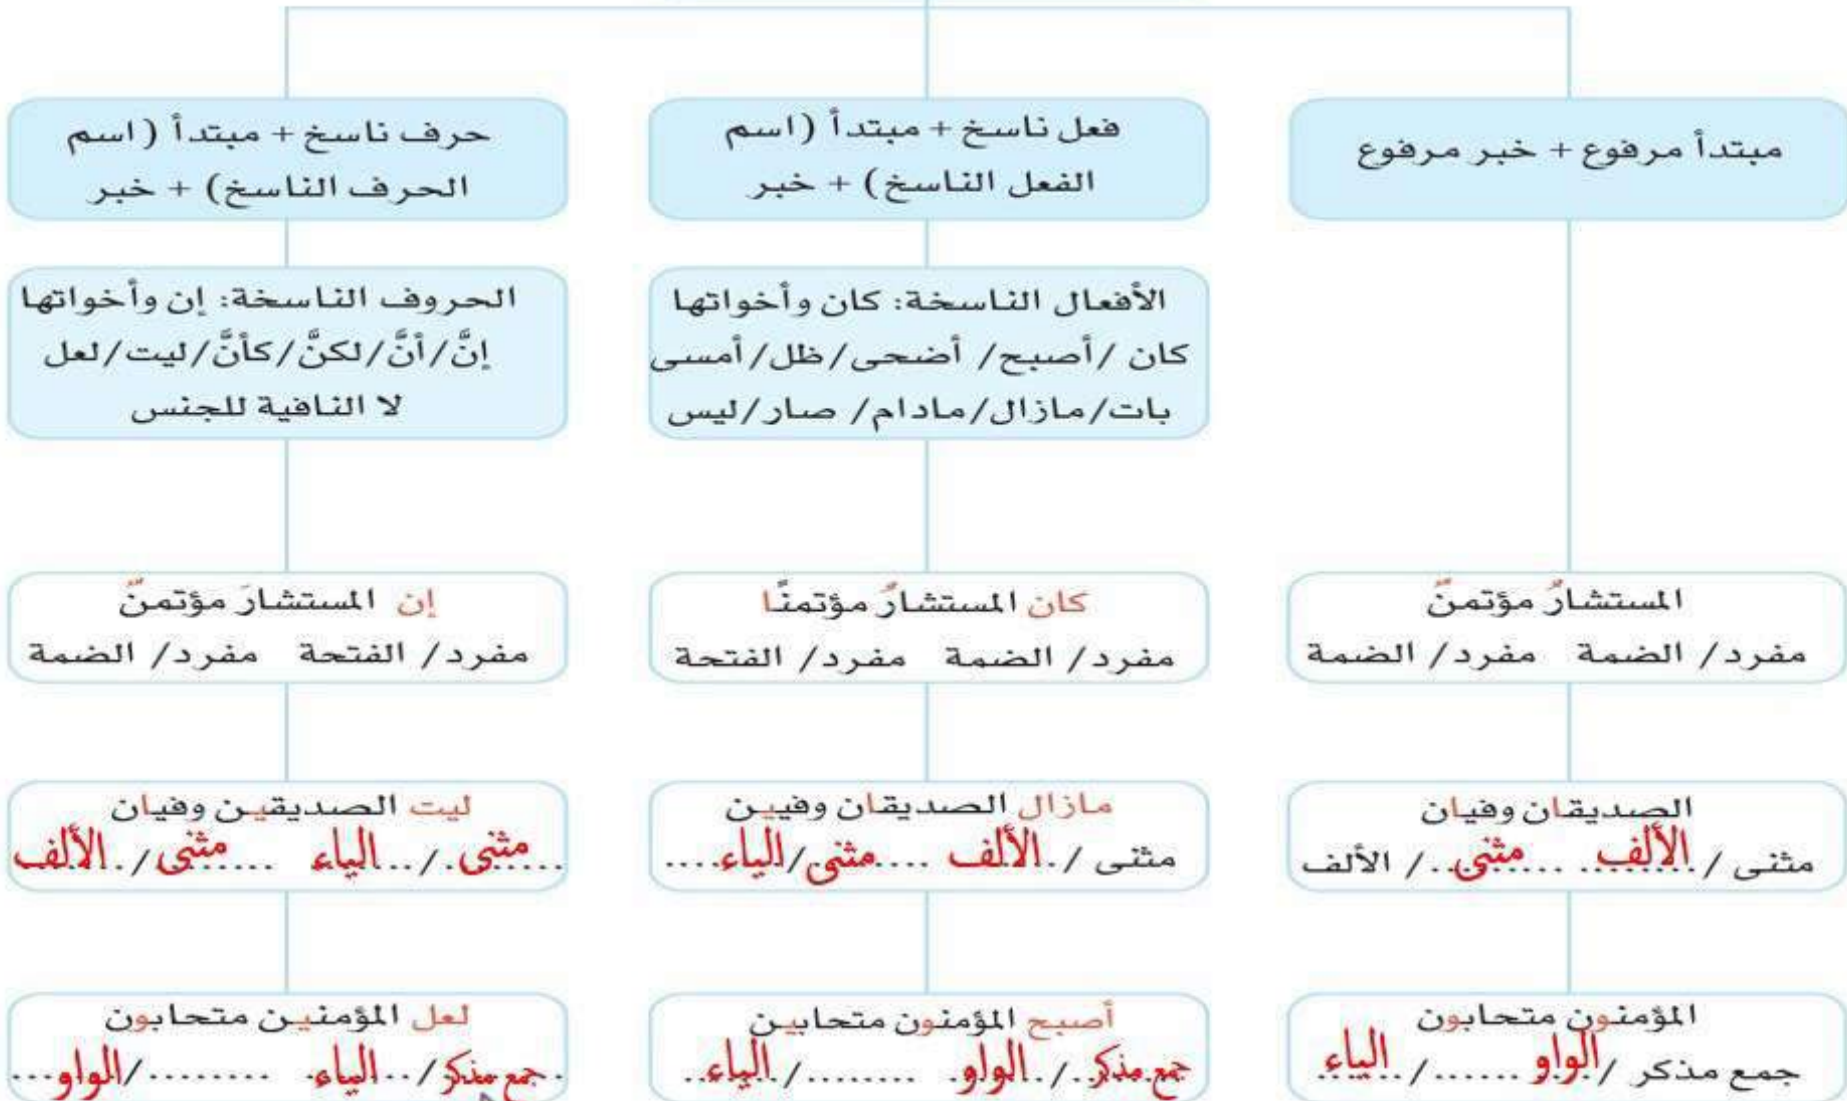 مبتدأ مرفوع + خبر مرفوع
المستشارُ مؤتمنٌ
مفرد/ الضمة مفرد/ الضمة
الصديقان وفيان
مثنى /الألف ........ مثنى / الألف
المؤمنون متحابون
جمع مذكر /الواو ....../ الياء
فعل ناسخ + مبتدأ (اسم
الفعل الناسخ) + خبر
الأفعال الناسخة: كان وأخواتها
كان /أصبح/ أضحى/ظل/أمسى
بات/مازال/مادام/ صار/ليس
كان المستشارُ مؤتمنًا
مفرد/ الضمة مفرد/ الفتحة
مازال الصديقان وفيين
مثنى /.الألف ....مثنى/الياء....
أصبح المؤمنون متحابين
جمع مذكر./الواو. ......../الياء..
حرف ناسخ + مبتدأ (اسم
الحرف الناسخ) + خبر
الحروف الناسخة: إن وأخواتها
إنَّ/أنَّ/لكنَّ/كأنَّ/ليت/لعل
لا النافية للجنس
إن المستشارَ مؤتمنٌ
مفرد/ الفتحة مفرد/ الضمة
ليت الصديقين وفيان
مثنى./..الياء ...مثنى/.الألف
لعل المؤمنين متحابون
جمع مذكر/..الياء. ......../الواو...